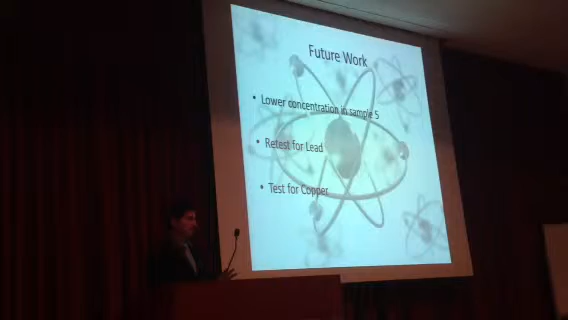 Future Work
• Lower concentration in sample 5
• Retest for Lead
• Test for Copper